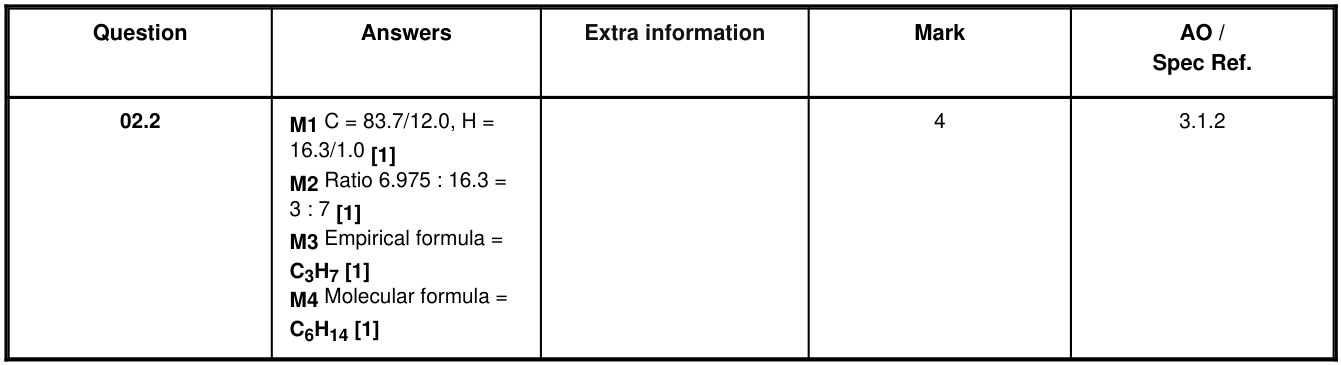 Question Answers Extra information Mark AO /
Spec Ref.
02.2 M1 C = 83.7/12.0, H = 4 3.1.2
16.3/1.0 [1]
M2 Ratio 6.975 : 16.3 =
3 : 7 [1]
M3 Empirical formula =
C₃H₇ [1]
M4 Molecular formula =
C₆H₁₄ [1]